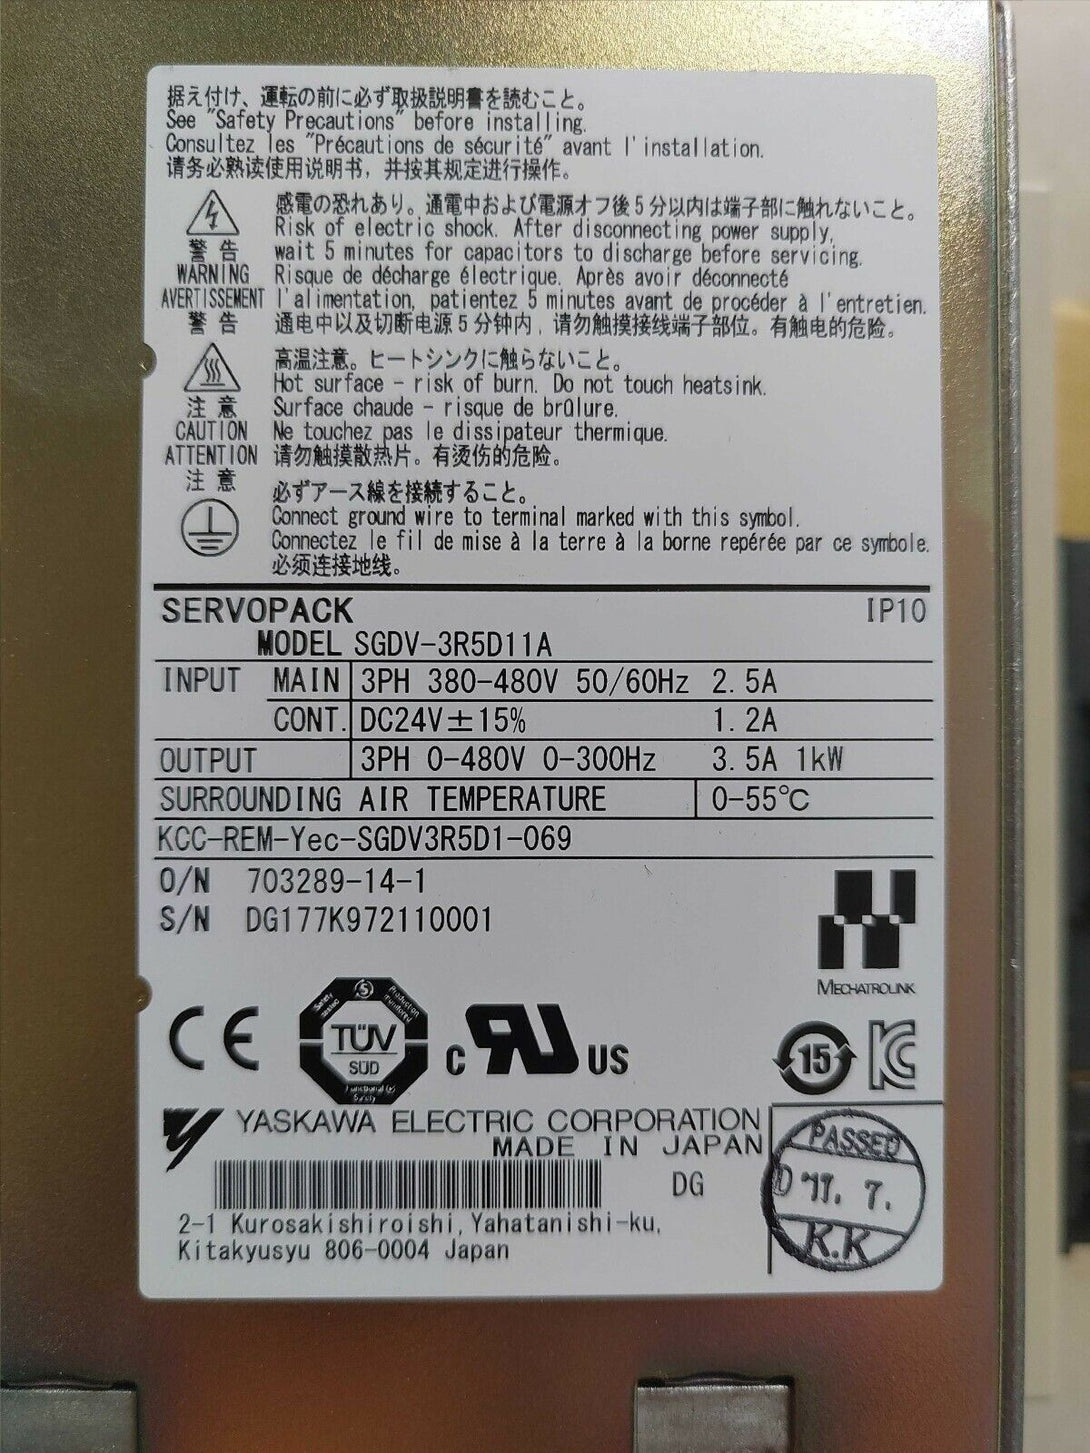 据え付け、運転の前に必ず取扱説明書を読むこと。
See "Safety Precautions" before installing.
Consultez les "Précautions de sécurité" avant l'installation.
请务必熟读使用说明书，并按其规定进行操作。
警告
WARNING
AVERTISSEMENT
警告
感電の恐れあり。通電中および電源オフ後5分以内は端子部に触れないこと。
Risk of electric shock. After disconnecting power supply,
wait 5 minutes for capacitors to discharge before servicing.
Risque de décharge électrique. Après avoir déconnecté
l'alimentation, patientez 5 minutes avant de procéder à l'entretien.
通电中以及切断电源5分钟内，请勿触摸接线端子部位。有触电的危险。
注意
CAUTION
ATTENTION
注意
高温注意。ヒートシンクに触らないこと。
Hot surface - risk of burn. Do not touch heatsink.
Surface chaude - risque de brûlure.
Ne touchez pas le dissipateur thermique.
请勿触摸散热片。有烫伤的危险。
必ずアース線を接続すること。
Connect ground wire to terminal marked with this symbol.
Connectez le fil de mise à la terre à la borne repérée par ce symbole.
必须连接地线。
SERVOPACK IP10
MODEL SGDV-3R5D11A
INPUT MAIN 3PH 380-480V 50/60Hz 2.5A
CONT. DC24V±15% 1.2A
OUTPUT 3PH 0-480V 0-300Hz 3.5A 1kW
SURROUNDING AIR TEMPERATURE 0-55℃
KCC-REM-Yec-SGDV3R5D1-069
O/N 703289-14-1
S/N DG177K972110001
MECHATROLINK
CE
TÜV
SÜD
Functional
Safety
c RU US
15
YASKAWA ELECTRIC CORPORATION
MADE IN JAPAN
DG
2-1 Kurosakishiroishi, Yahatanishi-ku,
Kitakyusyu 806-0004 Japan
PASSED
D '17. 7.
K.K